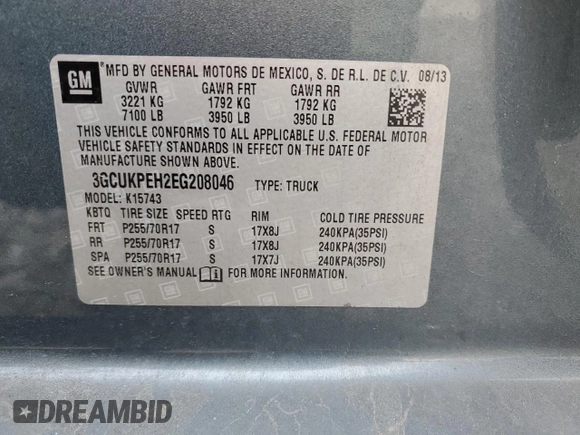 GM ® MFD BY GENERAL MOTORS DE MEXICO, S. DE R.L. DE C.V. 08/13
GVWR GAWR FRT GAWR RR
3221 KG 1792 KG 1792 KG
7100 LB 3950 LB 3950 LB
THIS VEHICLE CONFORMS TO ALL APPLICABLE U.S. FEDERAL MOTOR
VEHICLE SAFETY STANDARDS IN EFFECT ON THE DATE OF
MANUFACTURE SHOWN ABOVE.
3GCUKPEH2EG208046 TYPE: TRUCK
MODEL: K15743
KBTQ TIRE SIZE SPEED RTG RIM COLD TIRE PRESSURE
FRT P255/70R17 S 17X8J 240KPA(35PSI)
RR P255/70R17 S 17X8J 240KPA(35PSI)
SPA P255/70R17 S 17X7J 240KPA(35PSI)
SEE OWNER'S MANUAL FOR MORE INFORMATION
DREAMBID